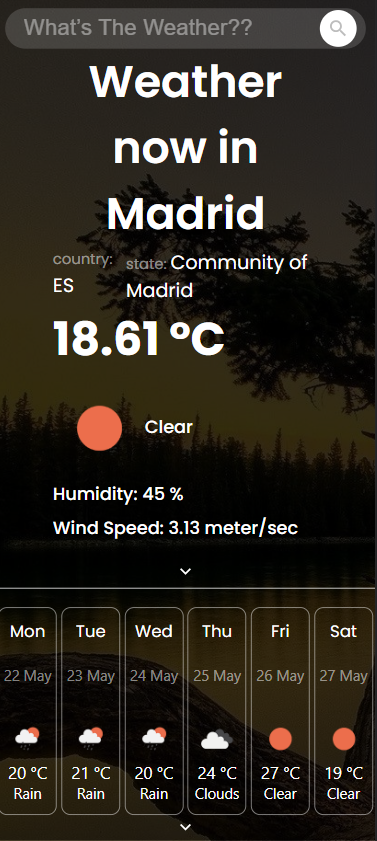 What's The Weather??
Weather
now in
Madrid
country: state: Community of
ES Madrid
18.61 °C
Clear
Humidity: 45 %
Wind Speed: 3.13 meter/sec
Mon Tue Wed Thu Fri Sat
22 May 23 May 24 May 25 May 26 May 27 May
20 °C 21 °C 20 °C 24 °C 27 °C 19 °C
Rain Rain Rain Clouds Clear Clear